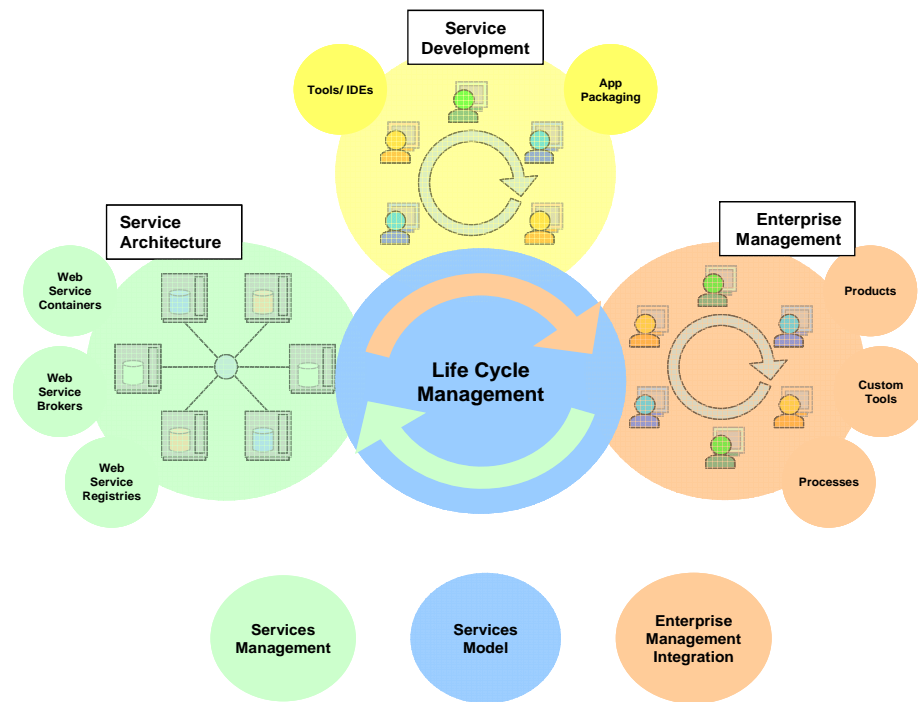 Service
Development
Tools/ IDEs
App
Packaging
Service
Architecture
Enterprise
Management
Web
Service
Containers
Products
Life Cycle
Management
Web
Service
Brokers
Custom
Tools
Web
Service
Registries
Processes
Services
Management
Services
Model
Enterprise
Management
Integration